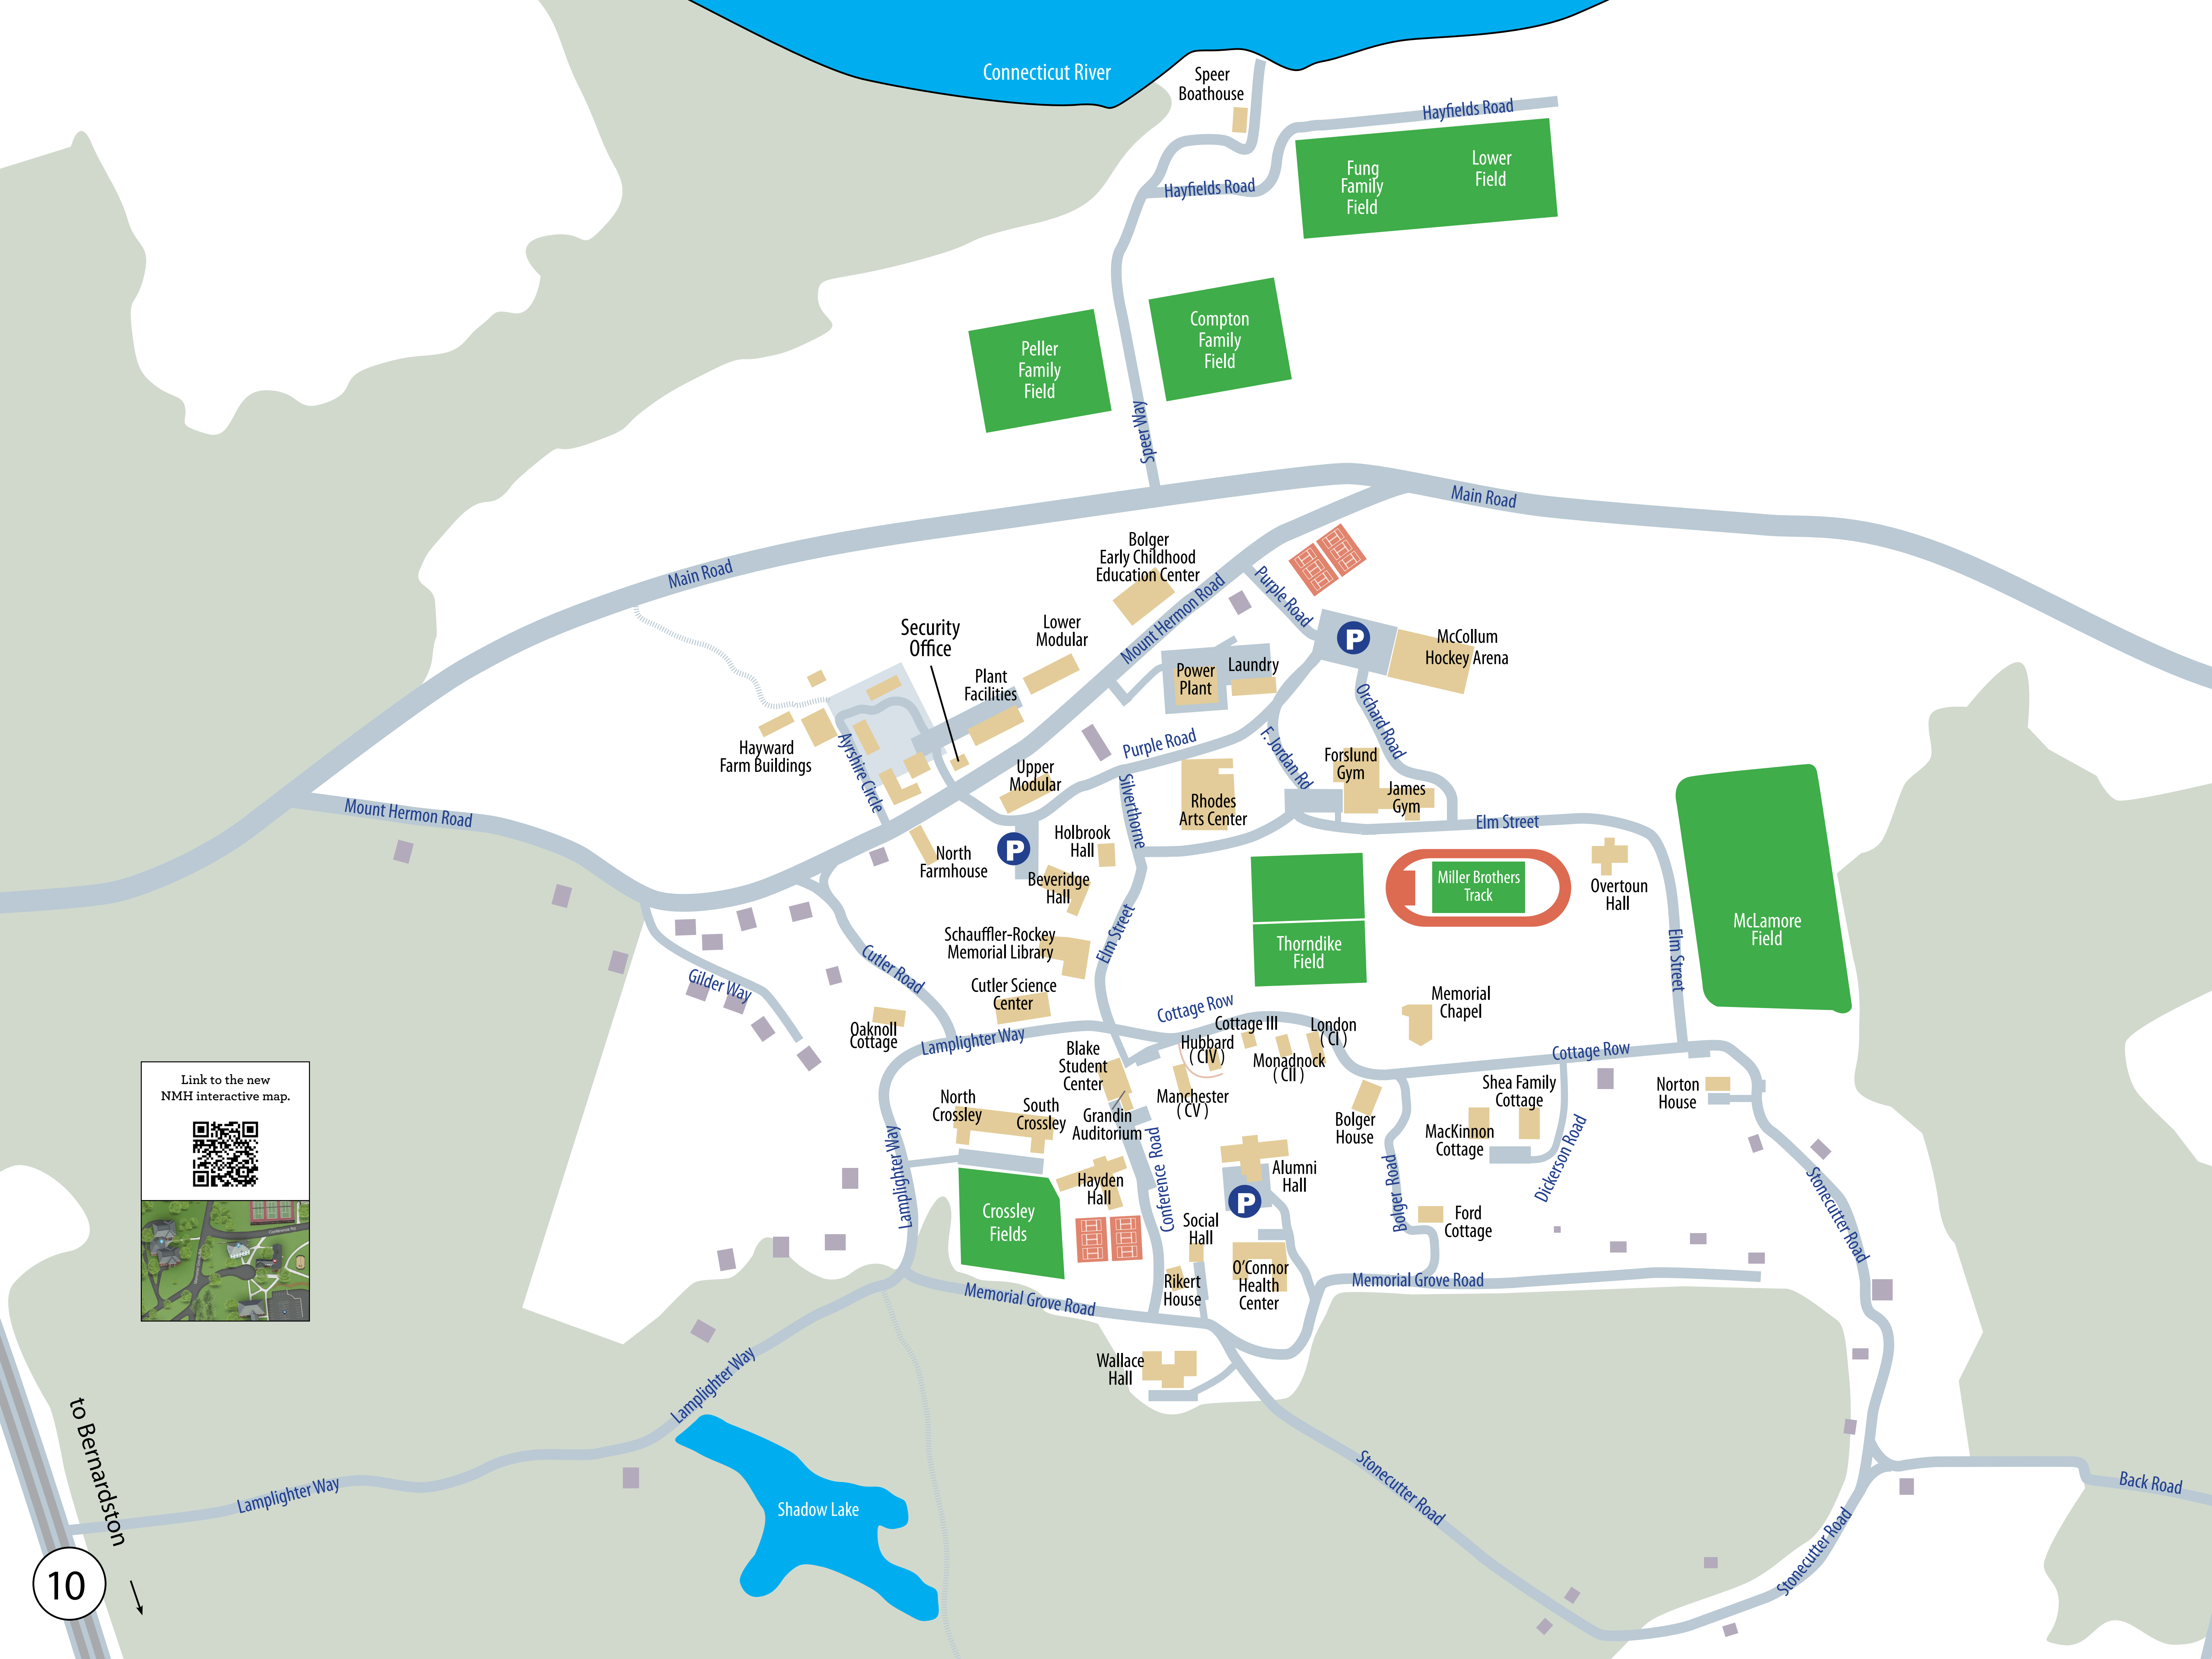 Connecticut River
Speer
Boathouse
Hayfields Road
Hayfields Road
Fung
Family
Field
Lower
Field
Compton
Family
Field
Peller
Family
Field
Speer Way
Main Road
Main Road
Bolger
Early Childhood
Education Center
Mount Hermon Road
Purple Road
P
McCollum
Hockey Arena
Security
Office
Lower
Modular
Plant
Facilities
Power
Plant
Laundry
Orchard Road
Hayward
Farm Buildings
Ayrshire Circle
Purple Road
F. Jordan Rd
Forslund
Gym
James
Gym
Upper
Modular
Silverthorne
Rhodes
Arts Center
Mount Hermon Road
Elm Street
P
North
Farmhouse
Holbrook
Hall
Beveridge
Hall
Miller Brothers
Track
Overtoun
Hall
McLamore
Field
Schauffler-Rockey
Memorial Library
Elm Street
Thorndike
Field
Elm Street
Cutler Road
Gilder Way
Cutler Science
Center
Memorial
Chapel
Cottage Row
Oaknoll
Cottage
Lamplighter Way
Cottage III
London
( CI )
Hubbard
( CIV )
Monadnock
( CII )
Cottage Row
Blake
Student
Center
Link to the new
NMH interactive map.
Shea Family
Cottage
Norton
House
North
Crossley
South
Crossley
Grandin
Auditorium
Manchester
( CV )
Bolger
House
MacKinnon
Cottage
Dickerson Road
Lamplighter Way
Conference Road
Hayden
Hall
Alumni
Hall
P
Bolger Road
Stonecutter Road
Crossley
Fields
Social
Hall
Ford
Cottage
Rikert
House
O'Connor
Health
Center
Memorial Grove Road
Memorial Grove Road
Wallace
Hall
Lamplighter Way
to Bernardston
Lamplighter Way
Shadow Lake
Stonecutter Road
Back Road
Stonecutter Road
10